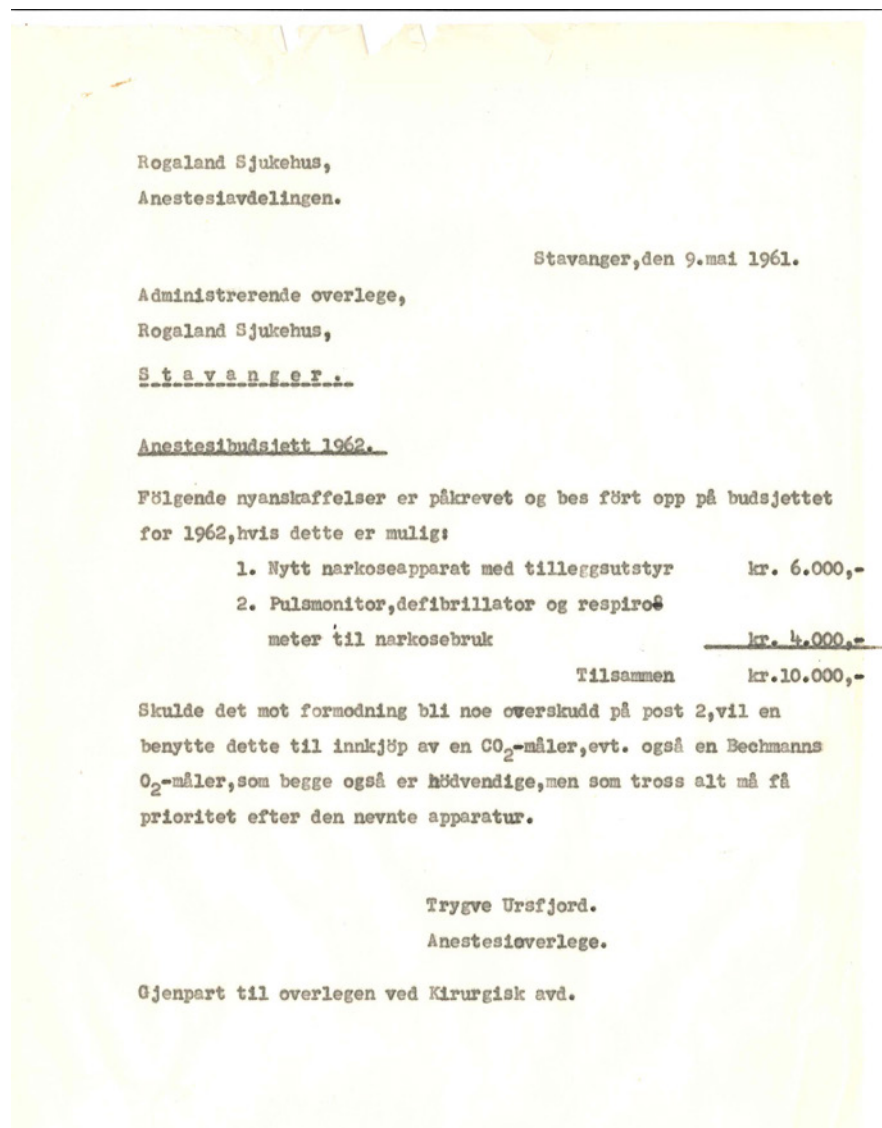 Rogaland Sjukehus,
Anestesiavdelingen.
Stavanger,den 9.mai 1961.
Administrerende overlege,
Rogaland Sjukehus,
S t a v a n g e r .
Anestesibudsjett 1962.
Fölgende nyanskaffelser er påkrevet og bes fört opp på budsjettet
for 1962,hvis dette er mulig:
1. Nytt narkoseapparat med tilleggsutstyr kr. 6.000,-
2. Pulsmonitor,defibrillator og respiro-
meter til narkosebruk kr. 4.000,-
Tilsammen kr.10.000,-
Skulde det mot formodning bli noe overskudd på post 2,vil en
benytte dette til innkjöp av en CO₂-måler,evt. også en Bechmanns
O₂-måler,som begge også er nödvendige,men som tross alt må få
prioritet efter den nevnte apparatur.
Trygve Ursfjord.
Anestesioverlege.
Gjenpart til overlegen ved Kirurgisk avd.